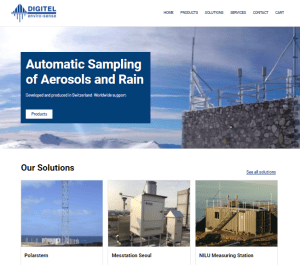 DIGITEL
enviro-sense
HOME PRODUCTS SOLUTIONS SERVICES CONTACT CART
Automatic Sampling
of Aerosols and Rain
Developed and produced in Switzerland. Worldwide support.
Products
Our Solutions
See all solutions
Polarstern
Messtation Seoul
NILU Measuring Station